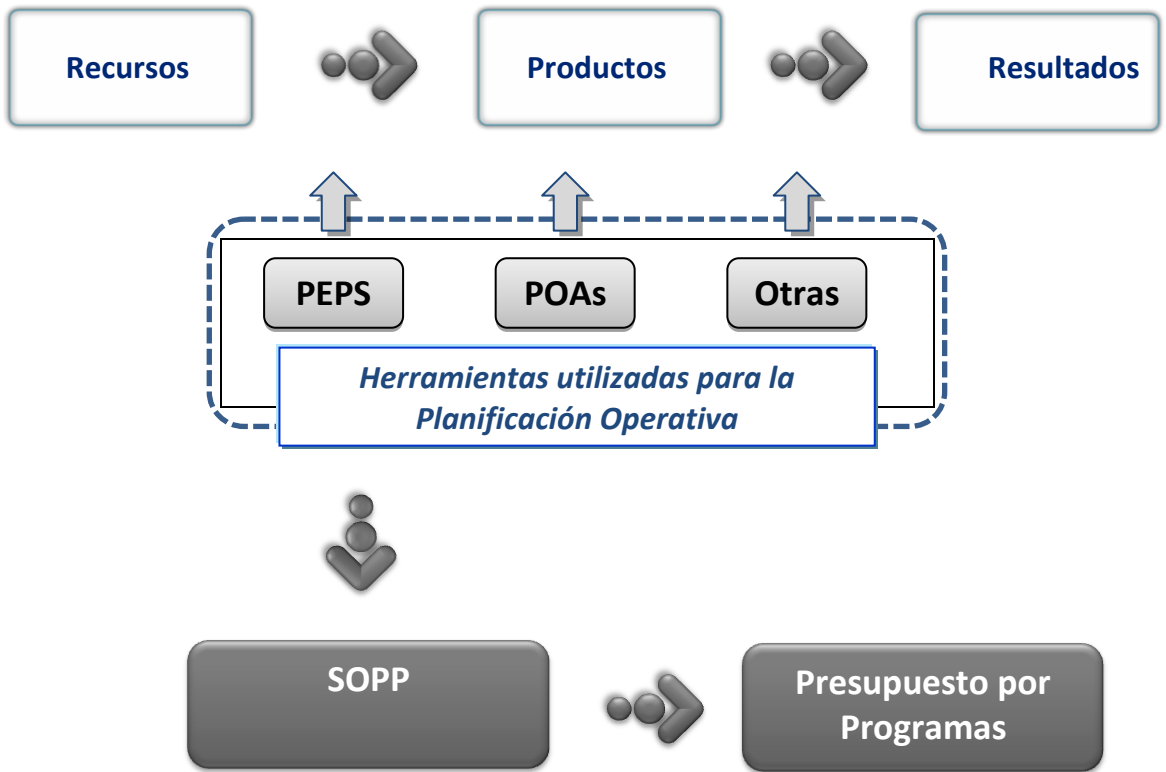 Recursos
Productos
Resultados
PEPS
POAs
Otras
Herramientas utilizadas para la
Planificación Operativa
SOPP
Presupuesto por
Programas